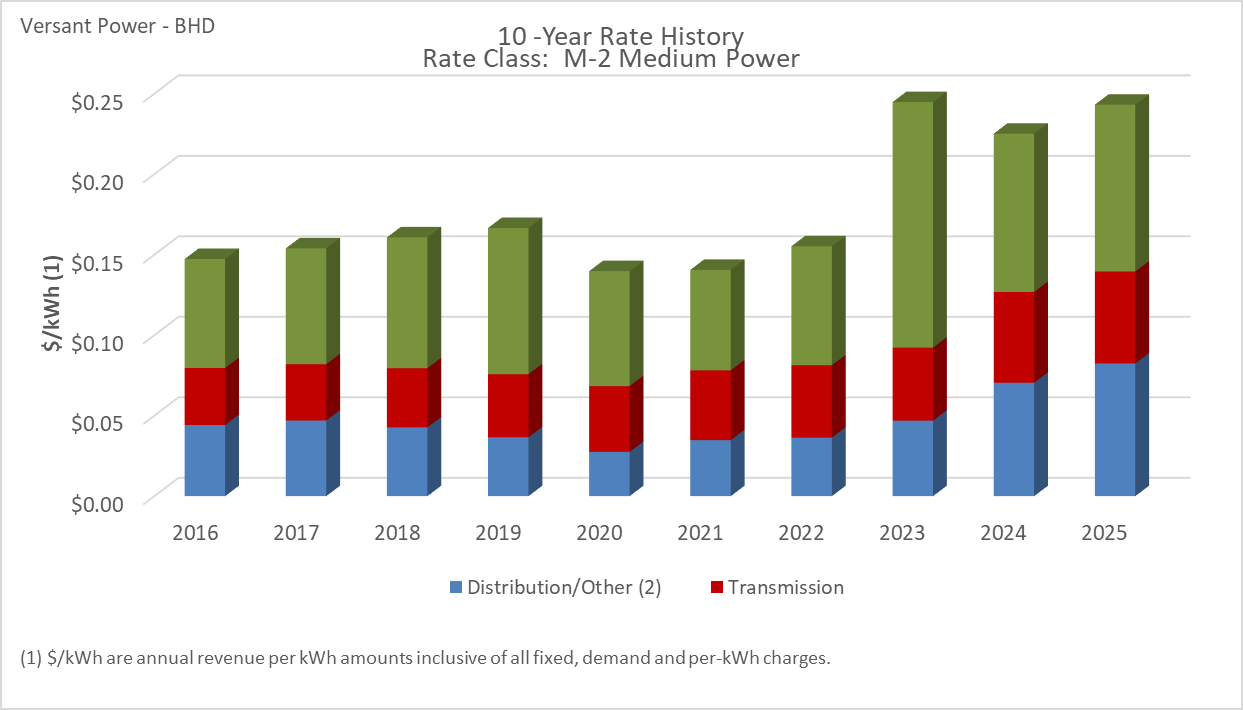 Versant Power - BHD
10 -Year Rate History
Rate Class:  M-2 Medium Power
$/kWh (1)
$0.25
$0.20
$0.15
$0.10
$0.05
$0.00
2016 2017 2018 2019 2020 2021 2022 2023 2024 2025
Distribution/Other (2) Transmission
(1) $/kWh are annual revenue per kWh amounts inclusive of all fixed, demand and per-kWh charges.